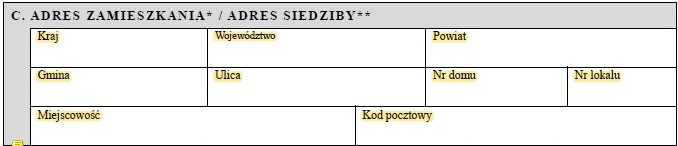 C. ADRES ZAMIESZKANIA* / ADRES SIEDZIBY**
Kraj Województwo Powiat
Gmina Ulica Nr domu Nr lokalu
Miejscowość Kod pocztowy